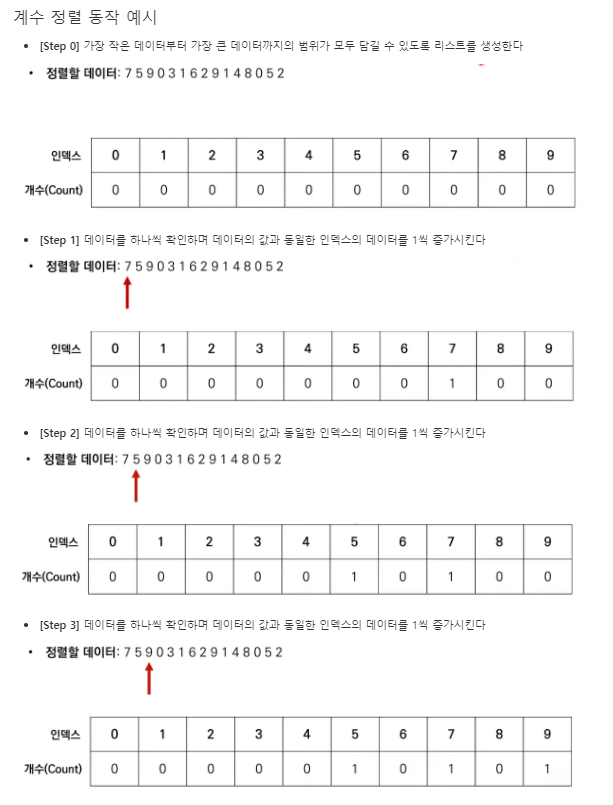 계수 정렬 동작 예시
[Step 0] 가장 작은 데이터부터 가장 큰 데이터까지의 범위가 모두 담길 수 있도록 리스트를 생성한다
정렬할 데이터: 7 5 9 0 3 1 6 2 9 1 4 8 0 5 2
인덱스 0 1 2 3 4 5 6 7 8 9
개수(Count) 0 0 0 0 0 0 0 0 0 0
[Step 1] 데이터를 하나씩 확인하며 데이터의 값과 동일한 인덱스의 데이터를 1씩 증가시킨다
정렬할 데이터: 7 5 9 0 3 1 6 2 9 1 4 8 0 5 2
인덱스 0 1 2 3 4 5 6 7 8 9
개수(Count) 0 0 0 0 0 0 0 1 0 0
[Step 2] 데이터를 하나씩 확인하며 데이터의 값과 동일한 인덱스의 데이터를 1씩 증가시킨다
정렬할 데이터: 7 5 9 0 3 1 6 2 9 1 4 8 0 5 2
인덱스 0 1 2 3 4 5 6 7 8 9
개수(Count) 0 0 0 0 0 1 0 1 0 0
[Step 3] 데이터를 하나씩 확인하며 데이터의 값과 동일한 인덱스의 데이터를 1씩 증가시킨다
정렬할 데이터: 7 5 9 0 3 1 6 2 9 1 4 8 0 5 2
인덱스 0 1 2 3 4 5 6 7 8 9
개수(Count) 0 0 0 0 0 1 0 1 0 1